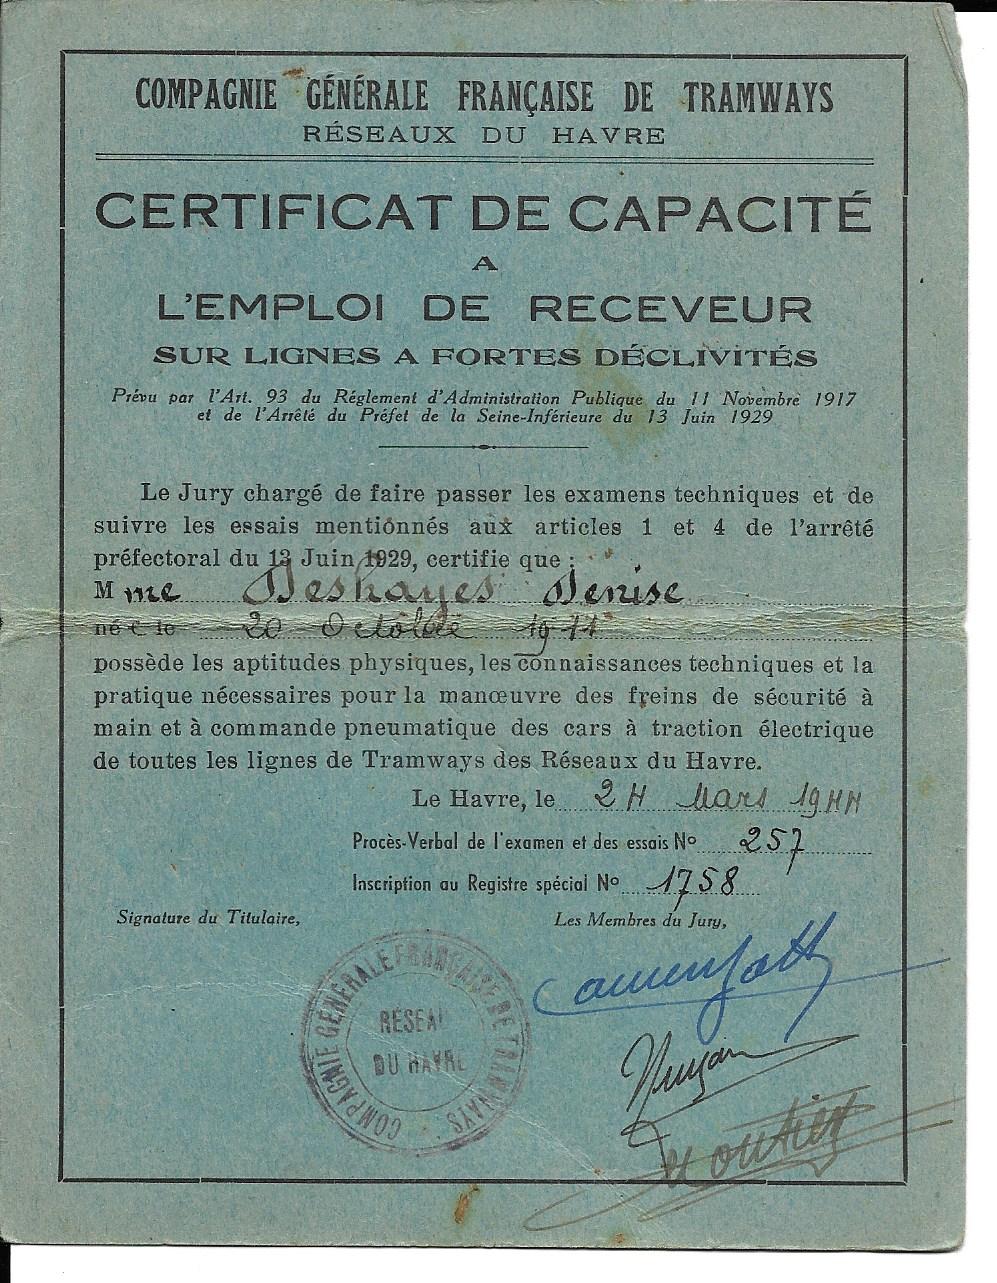 COMPAGNIE GÉNÉRALE FRANÇAISE DE TRAMWAYS
RÉSEAUX DU HAVRE
CERTIFICAT DE CAPACITÉ
A
L'EMPLOI DE RECEVEUR
SUR LIGNES A FORTES DÉCLIVITÉS
Prévu par l'Art. 93 du Réglement d'Administration Publique du 11 Novembre 1917
et de l'Arrêté du Préfet de la Seine-Inférieure du 13 Juin 1929
Le Jury chargé de faire passer les examens techniques et de
suivre les essais mentionnés aux articles 1 et 4 de l'arrêté
préfectoral du 13 Juin 1929, certifie que :
Mme Deshayes Denise
née le 20 Octobre 1911
possède les aptitudes physiques, les connaissances techniques et la
pratique nécessaires pour la manœuvre des freins de sécurité à
main et à commande pneumatique des cars à traction électrique
de toutes les lignes de Tramways des Réseaux du Havre.
Le Havre, le 24 Mars 1944
Procès-Verbal de l'examen et des essais No 257
Inscription au Registre spécial No 1758
Signature du Titulaire,
Les Membres du Jury,
COMPAGNIE GÉNÉRALE FRANÇAISE DE TRAMWAYS
RÉSEAU
DU HAVRE